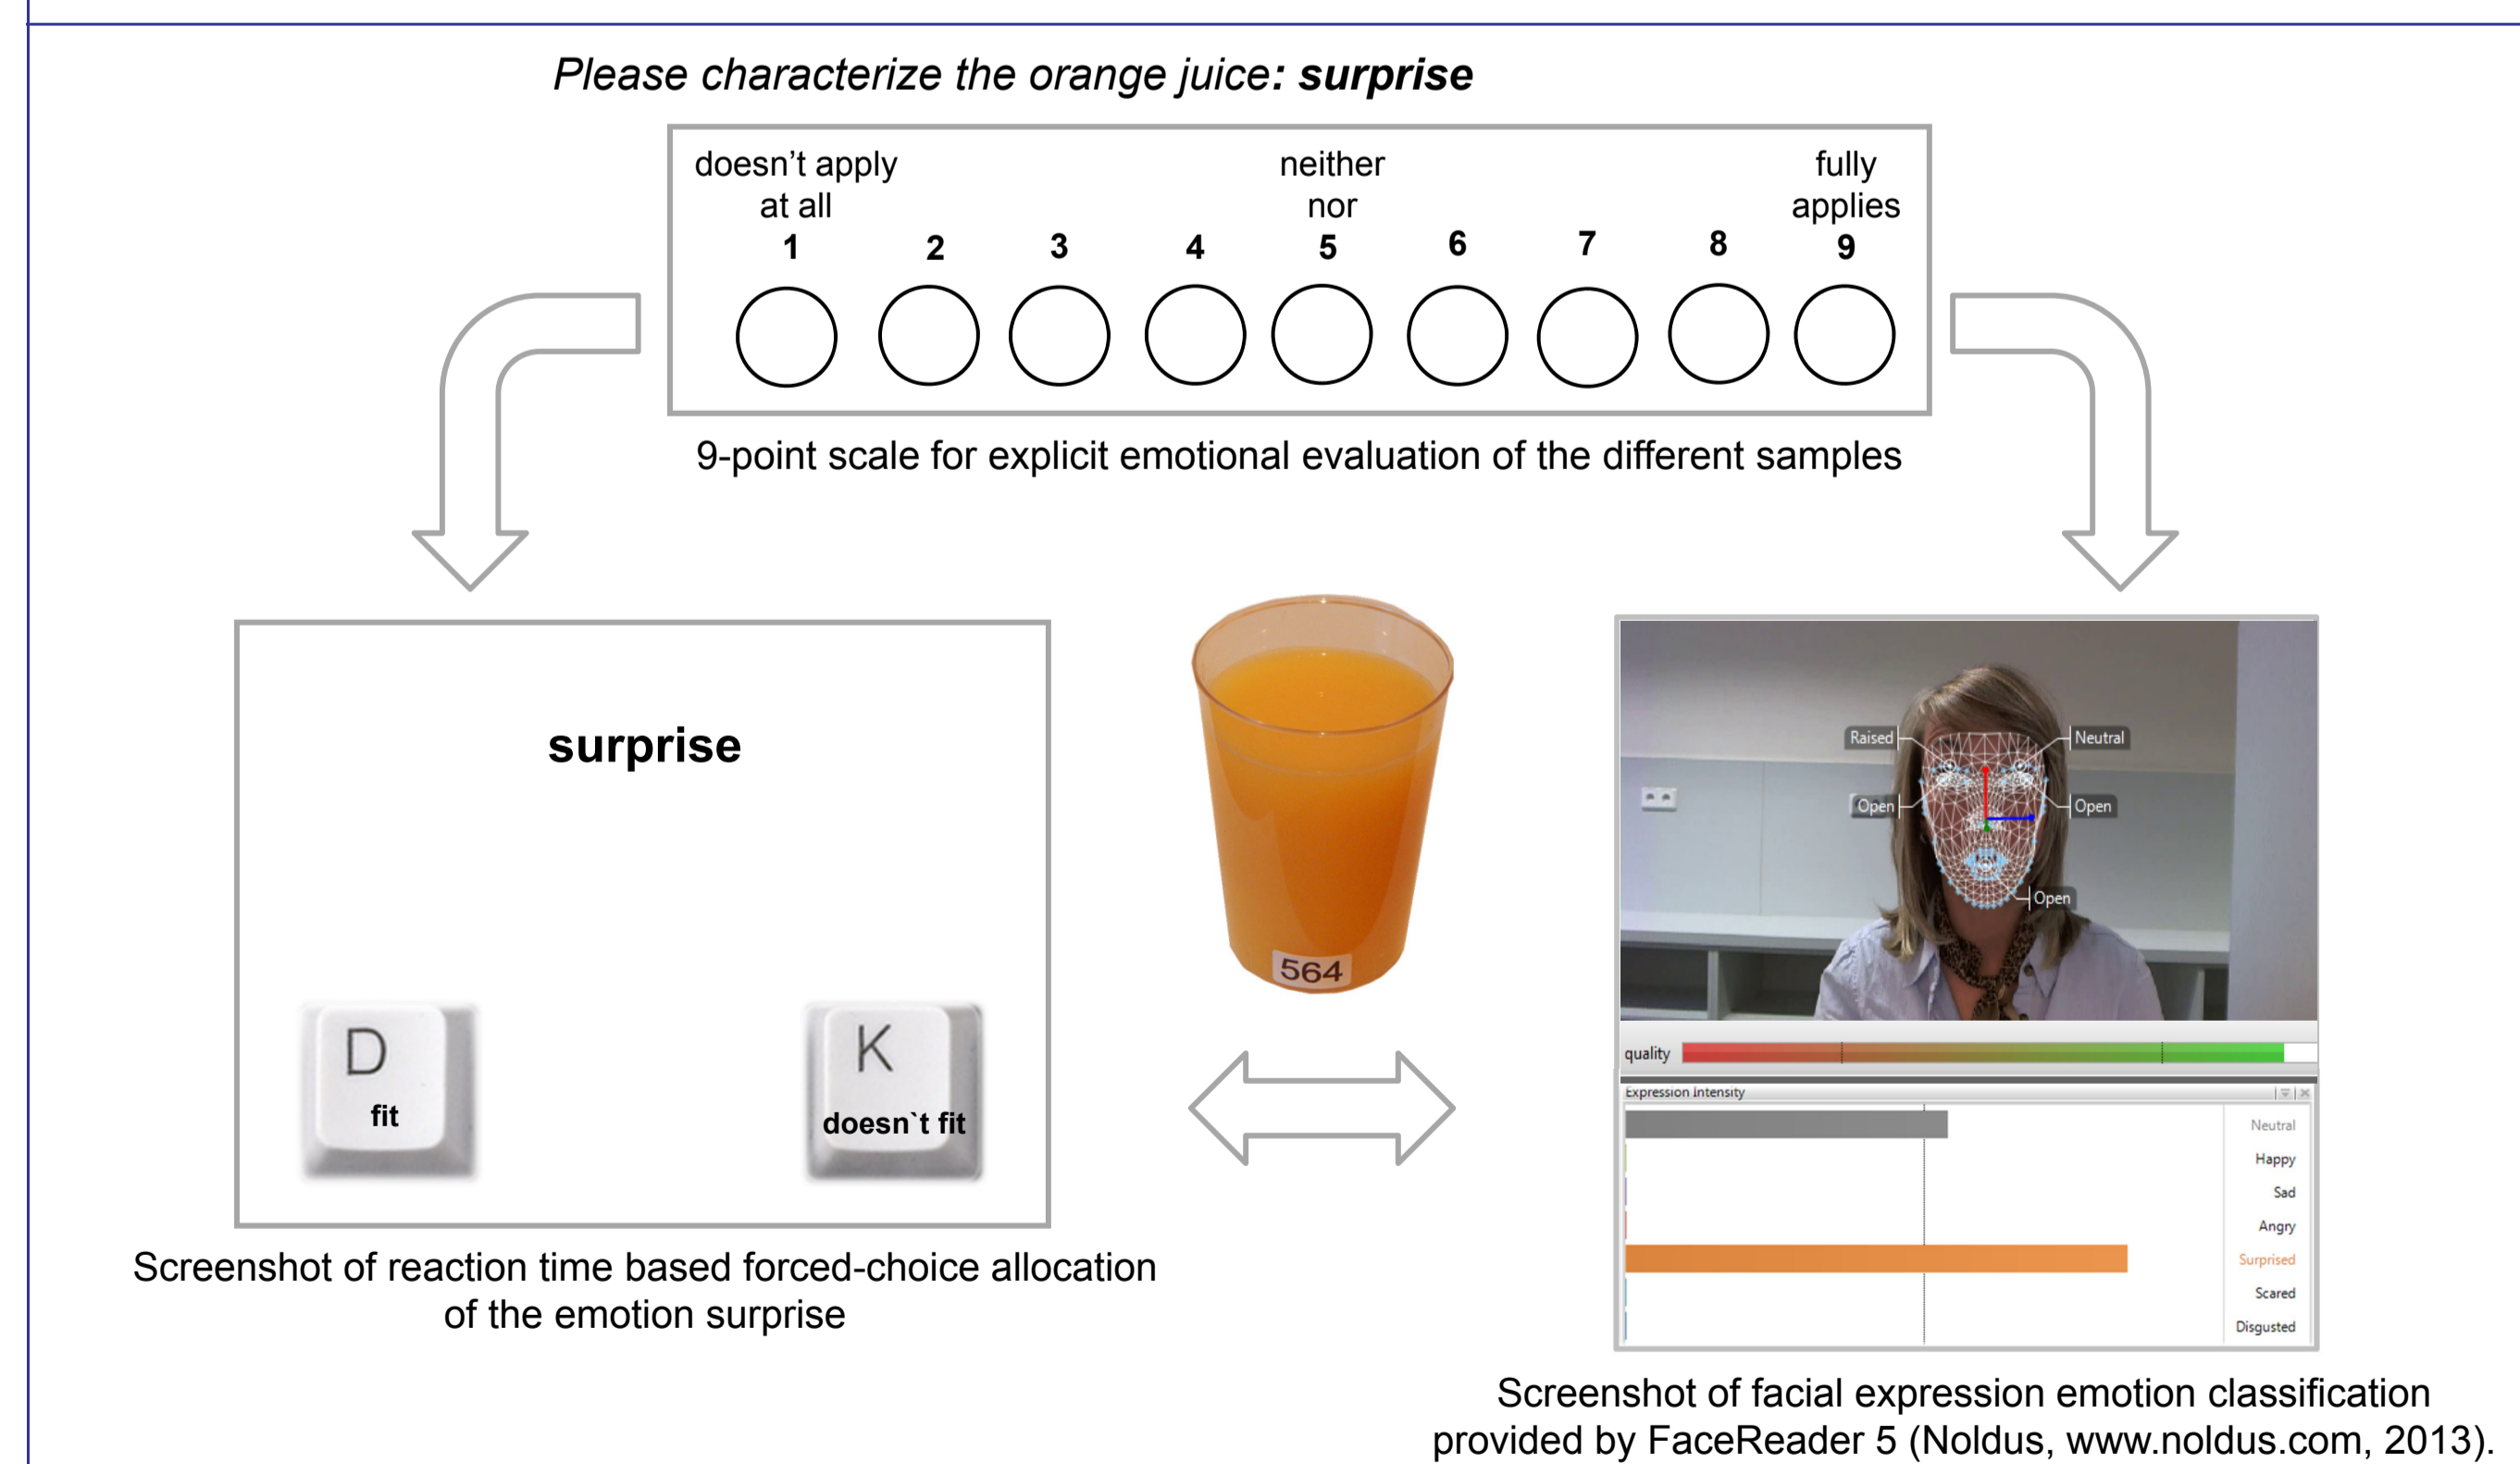 Please characterize the orange juice: surprise
doesn't apply
at all
neither
nor
fully
applies
1 2 3 4 5 6 7 8 9
9-point scale for explicit emotional evaluation of the different samples
surprise
D
fit
K
doesn`t fit
Screenshot of reaction time based forced-choice allocation
of the emotion surprise
564
Raised
Neutral
Open
Open
Open
quality
Expression Intensity
Neutral
Happy
Sad
Angry
Surprised
Scared
Disgusted
Screenshot of facial expression emotion classification
provided by FaceReader 5 (Noldus, www.noldus.com, 2013).